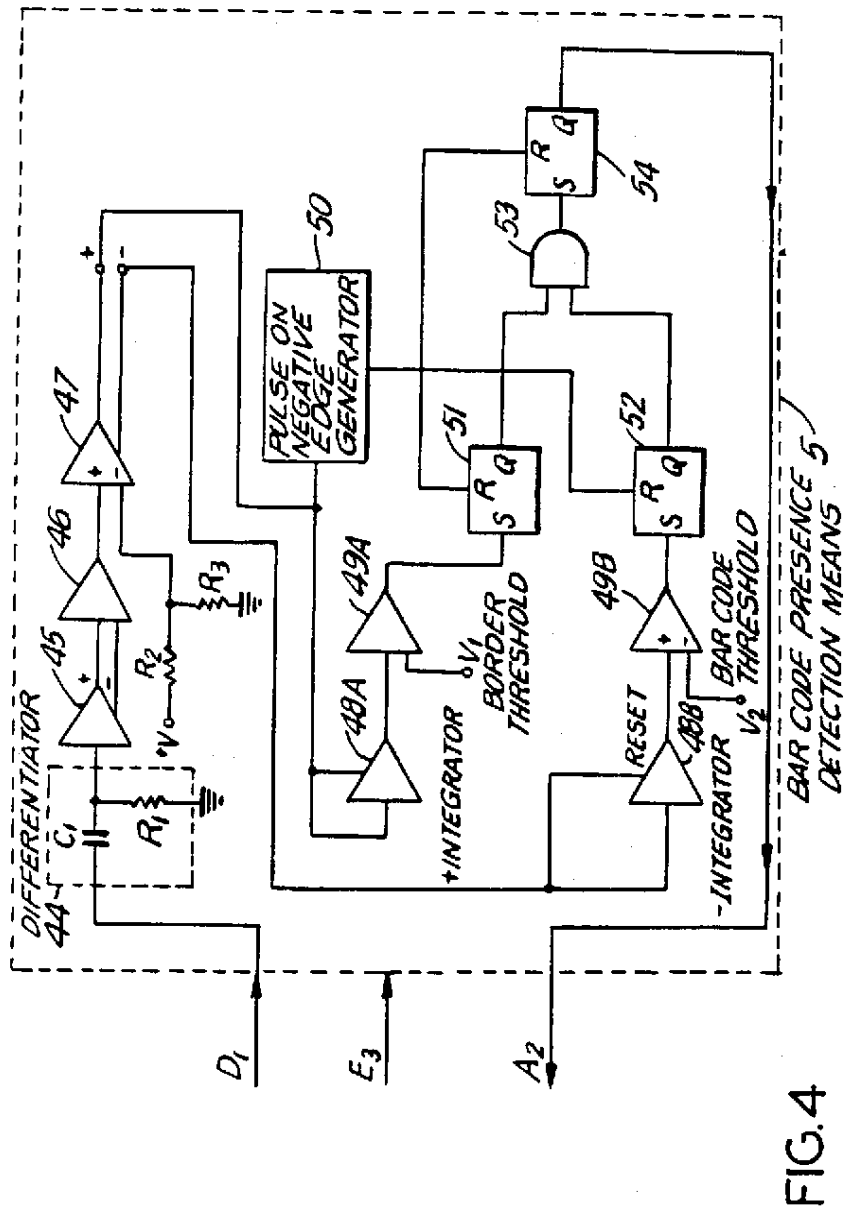 DIFFERENTIATOR
44
C1
R1
45
+
-
46
47
+
-
+
-
+V
R2
R3
PULSE ON
NEGATIVE
EDGE
GENERATOR
50
48A
+INTEGRATOR
49A
V1
BORDER
THRESHOLD
51
S
R
Q
53
S
R
Q
54
RESET
48B
-INTEGRATOR
49B
+
-
V2
BAR CODE
THRESHOLD
52
S
R
Q
D1
E3
A2
BAR CODE PRESENCE
DETECTION MEANS
5
FIG. 4